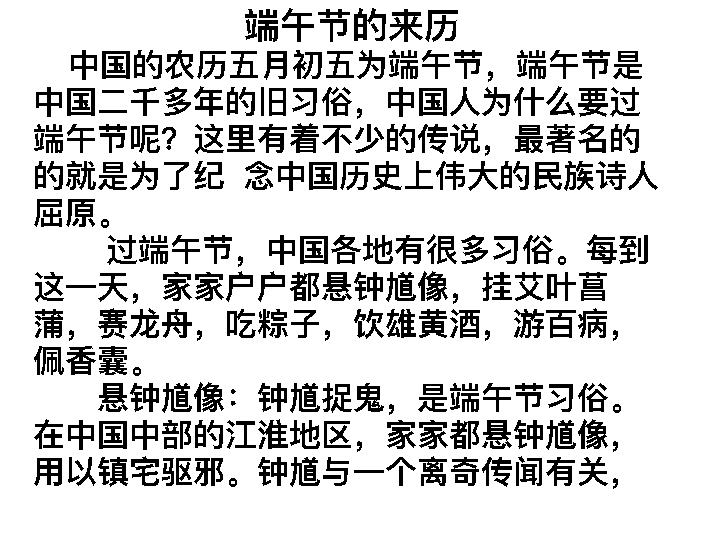 端午节的来历
中国的农历五月初五为端午节，端午节是
中国二千多年的旧习俗，中国人为什么要过
端午节呢？这里有着不少的传说，最著名的
的就是为了纪 念中国历史上伟大的民族诗人
屈原。
过端午节，中国各地有很多习俗。每到
这一天，家家户户都悬钟馗像，挂艾叶菖
蒲，赛龙舟，吃粽子，饮雄黄酒，游百病，
佩香囊。
悬钟馗像：钟馗捉鬼，是端午节习俗。
在中国中部的江淮地区，家家都悬钟馗像，
用以镇宅驱邪。钟馗与一个离奇传闻有关，